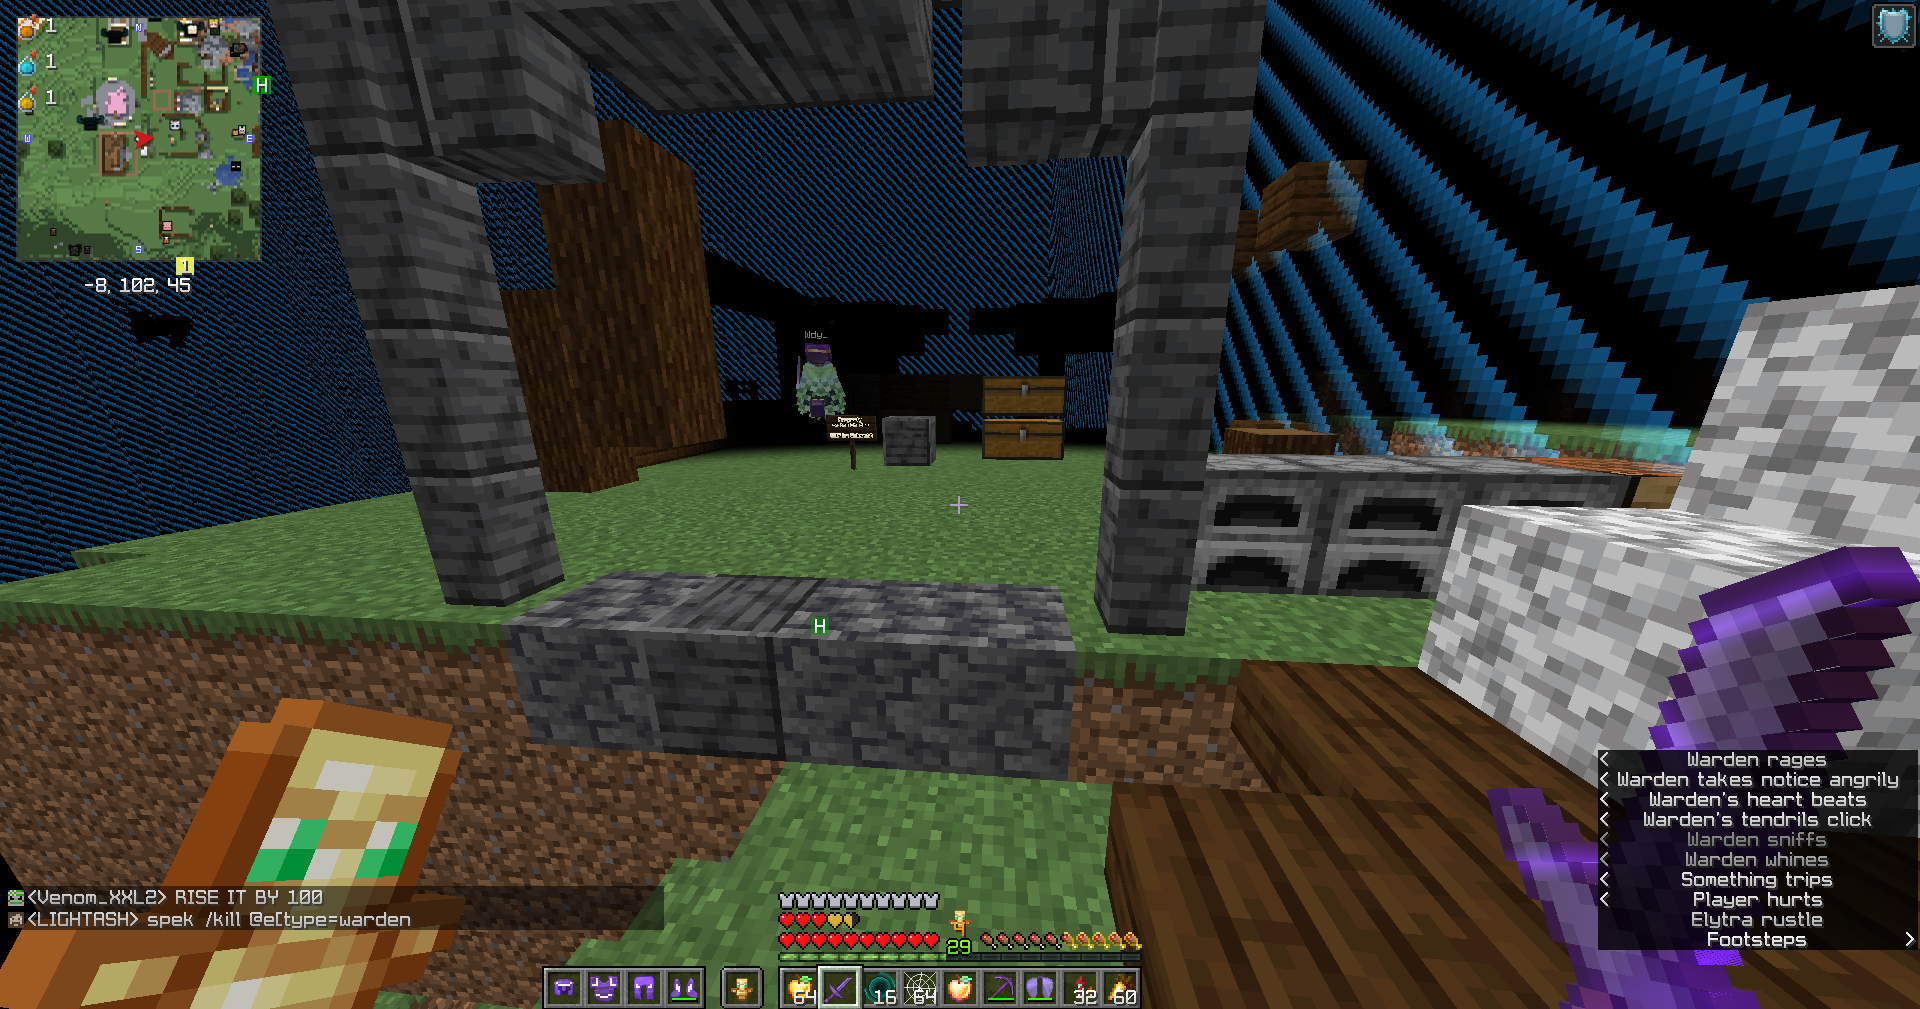 1
N
1
H
1
W
E
S
1
-8, 102, 45
Wdy_
H
Warden rages
Warden takes notice angrily
Warden's heart beats
Warden's tendrils click
Warden sniffs
Warden whines
Something trips
Player hurts
Elytra rustle
Footsteps
<Venom_XXL2> RISE IT BY 100
<LIGHTASH> spek /kill @e[type=warden
29
64
16
64
32
60